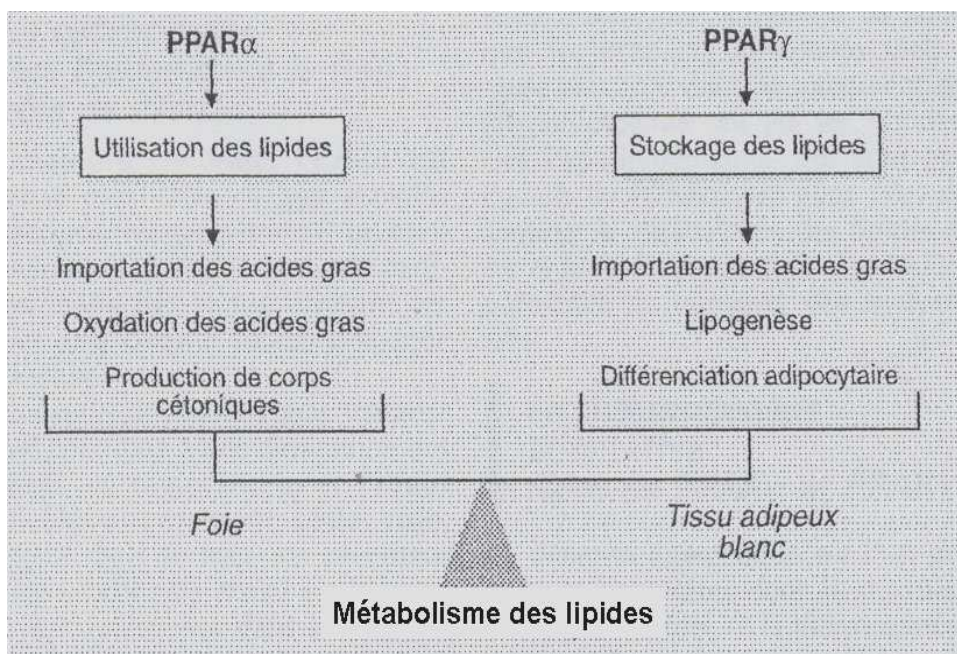 PPARα
Utilisation des lipides
Importation des acides gras
Oxydation des acides gras
Production de corps
cétoniques
Foie
PPARγ
Stockage des lipides
Importation des acides gras
Lipogenèse
Différenciation adipocytaire
Tissu adipeux
blanc
Métabolisme des lipides